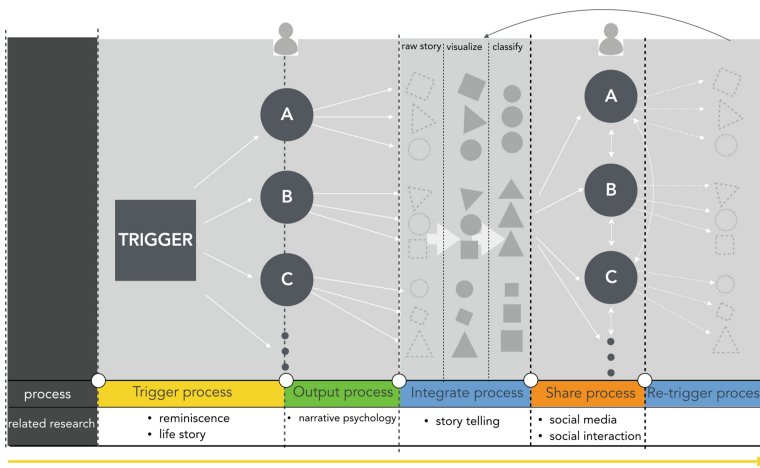 raw story visualize classify
A
A
TRIGGER
B
B
C
C
process Trigger process Output process Integrate process Share process Re-trigger proces
related research
• reminiscence
• life story
• narrative psychology
• story telling
• social media
• social interaction